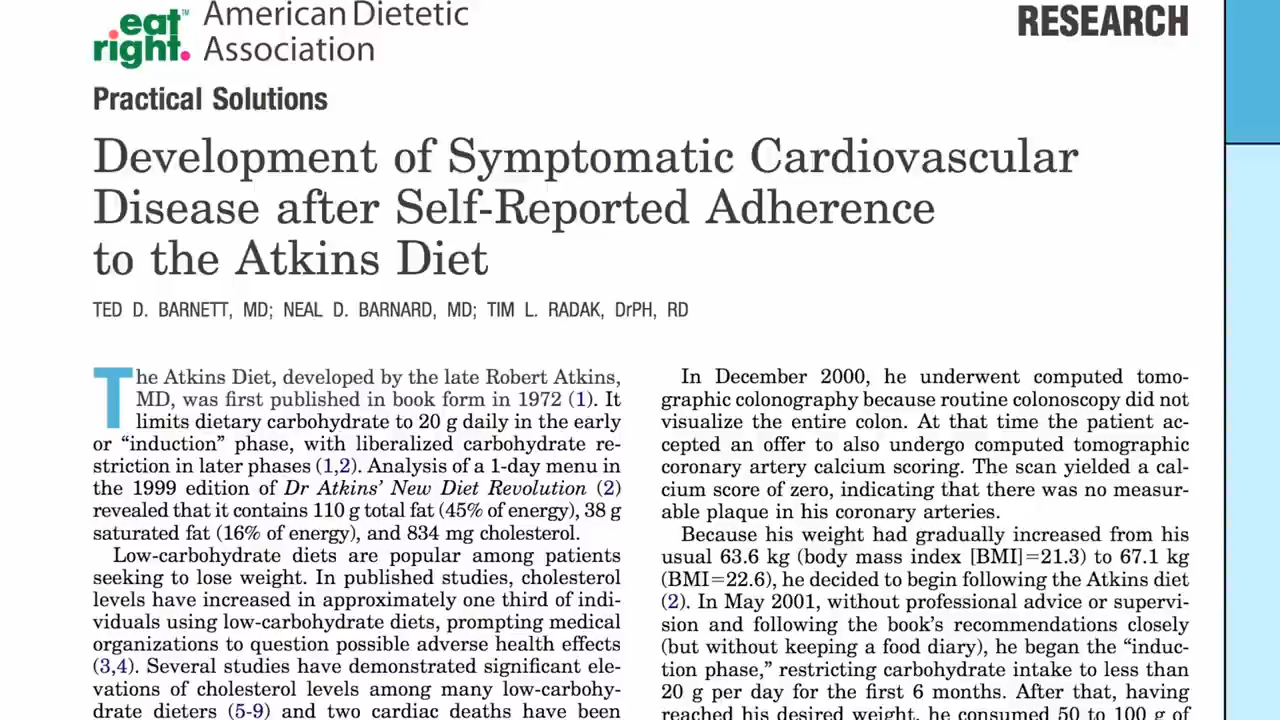 eat right.™
American Dietetic
Association
RESEARCH
Practical Solutions
Development of Symptomatic Cardiovascular
Disease after Self-Reported Adherence
to the Atkins Diet
TED D. BARNETT, MD; NEAL D. BARNARD, MD; TIM L. RADAK, DrPH, RD
The Atkins Diet, developed by the late Robert Atkins,
MD, was first published in book form in 1972 (1). It
limits dietary carbohydrate to 20 g daily in the early
or “induction” phase, with liberalized carbohydrate re-
striction in later phases (1,2). Analysis of a 1-day menu in
the 1999 edition of Dr Atkins’ New Diet Revolution (2)
revealed that it contains 110 g total fat (45% of energy), 38 g
saturated fat (16% of energy), and 834 mg cholesterol.
Low-carbohydrate diets are popular among patients
seeking to lose weight. In published studies, cholesterol
levels have increased in approximately one third of indi-
viduals using low-carbohydrate diets, prompting medical
organizations to question possible adverse health effects
(3,4). Several studies have demonstrated significant ele-
vations of cholesterol levels among many low-carbohy-
drate dieters (5-9) and two cardiac deaths have been
In December 2000, he underwent computed tomo-
graphic colonography because routine colonoscopy did not
visualize the entire colon. At that time the patient ac-
cepted an offer to also undergo computed tomographic
coronary artery calcium scoring. The scan yielded a cal-
cium score of zero, indicating that there was no measur-
able plaque in his coronary arteries.
Because his weight had gradually increased from his
usual 63.6 kg (body mass index [BMI]=21.3) to 67.1 kg
(BMI=22.6), he decided to begin following the Atkins diet
(2). In May 2001, without professional advice or supervi-
sion and following the book’s recommendations closely
(but without keeping a food diary), he began the “induc-
tion phase,” restricting carbohydrate intake to less than
20 g per day for the first 6 months. After that, having
reached his desired weight, he consumed 50 to 100 g of